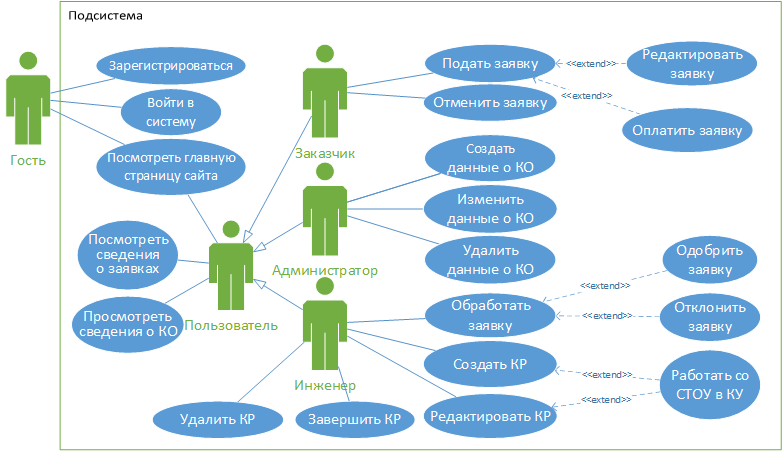 Подсистема
Зарегистрироваться
Войти в
систему
Посмотреть главную
страницу сайта
Гость
Посмотреть
сведения
о заявках
Просмотреть
сведения о КО
Пользователь
Заказчик
Администратор
Инженер
Удалить КР
Завершить КР
Подать заявку
Отменить заявку
Создать
данные о КО
Изменить
данные о КО
Удалить
данные о КО
Обработать
заявку
Создать КР
Редактировать КР
<<extend>>
<<extend>>
<<extend>>
<<extend>>
<<extend>>
<<extend>>
Редактировать
заявку
Оплатить заявку
Одобрить
заявку
Отклонить
заявку
Работать со
СТОУ в КУ